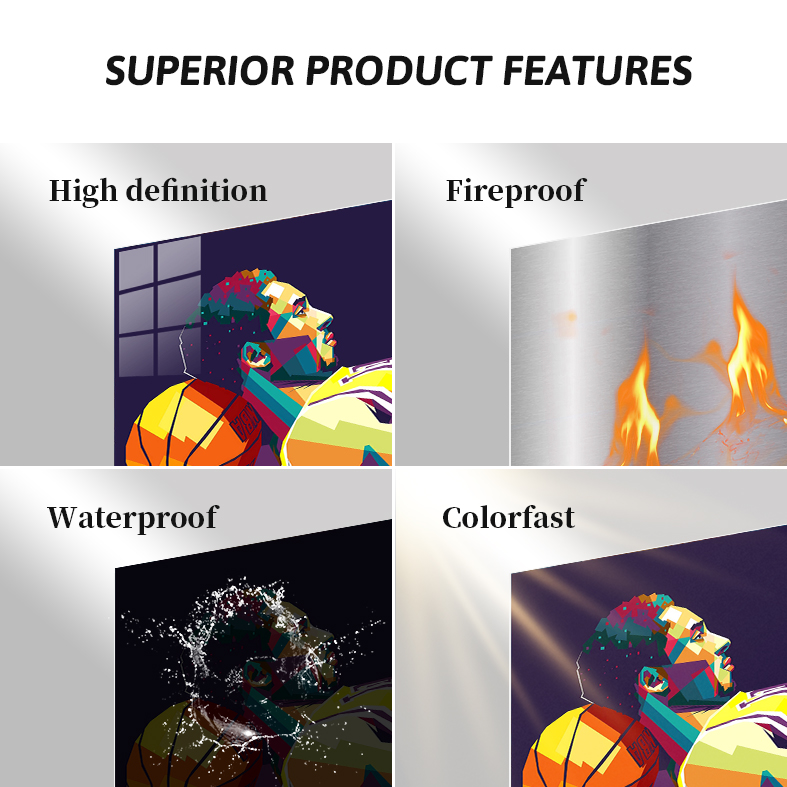 SUPERIOR PRODUCT FEATURES
High definition
Fireproof
Waterproof
Colorfast